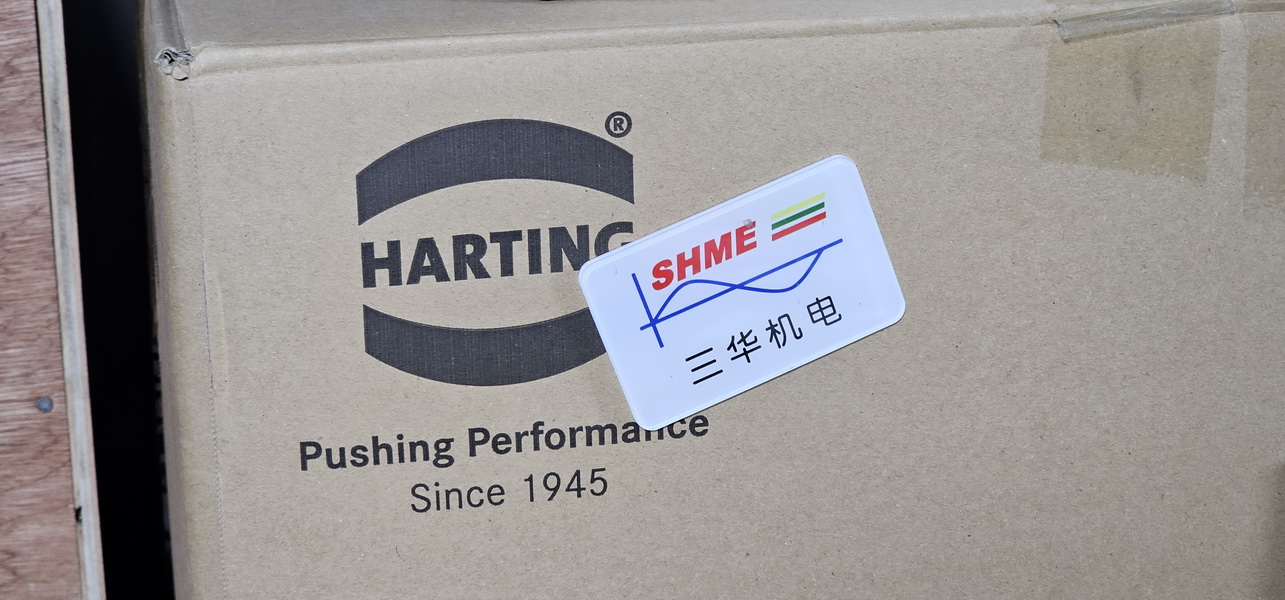 ®
HARTING
Pushing Performance
Since 1945
SHME
三华机电